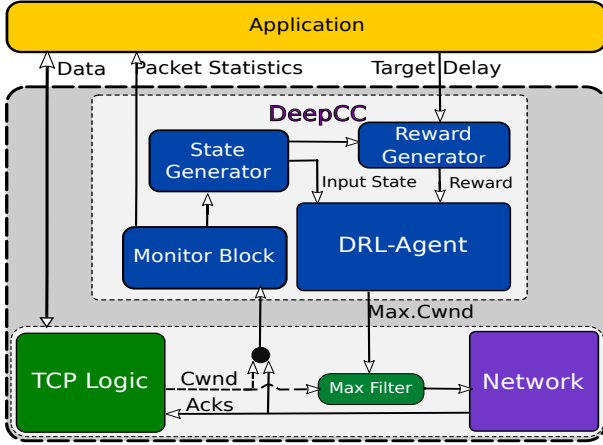 Application
Data
Packet Statistics
Target Delay
DeepCC
State
Generator
Reward
Generator
Input State
Reward
Monitor Block
DRL-Agent
Max.Cwnd
TCP Logic
Cwnd
Max Filter
Network
Acks